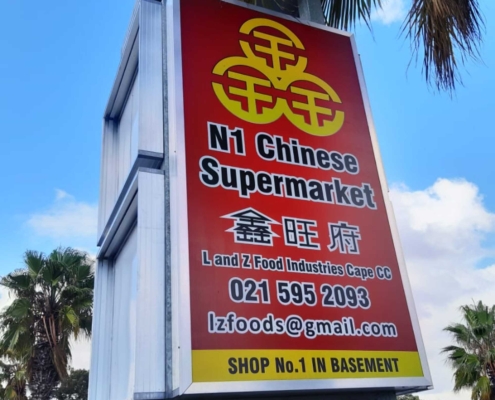 N1 Chinese
Supermarket
鑫旺府
L and Z Food Industries Cape CC
021 595 2093
lzfoods@gmail.com
SHOP No.1 IN BASEMENT